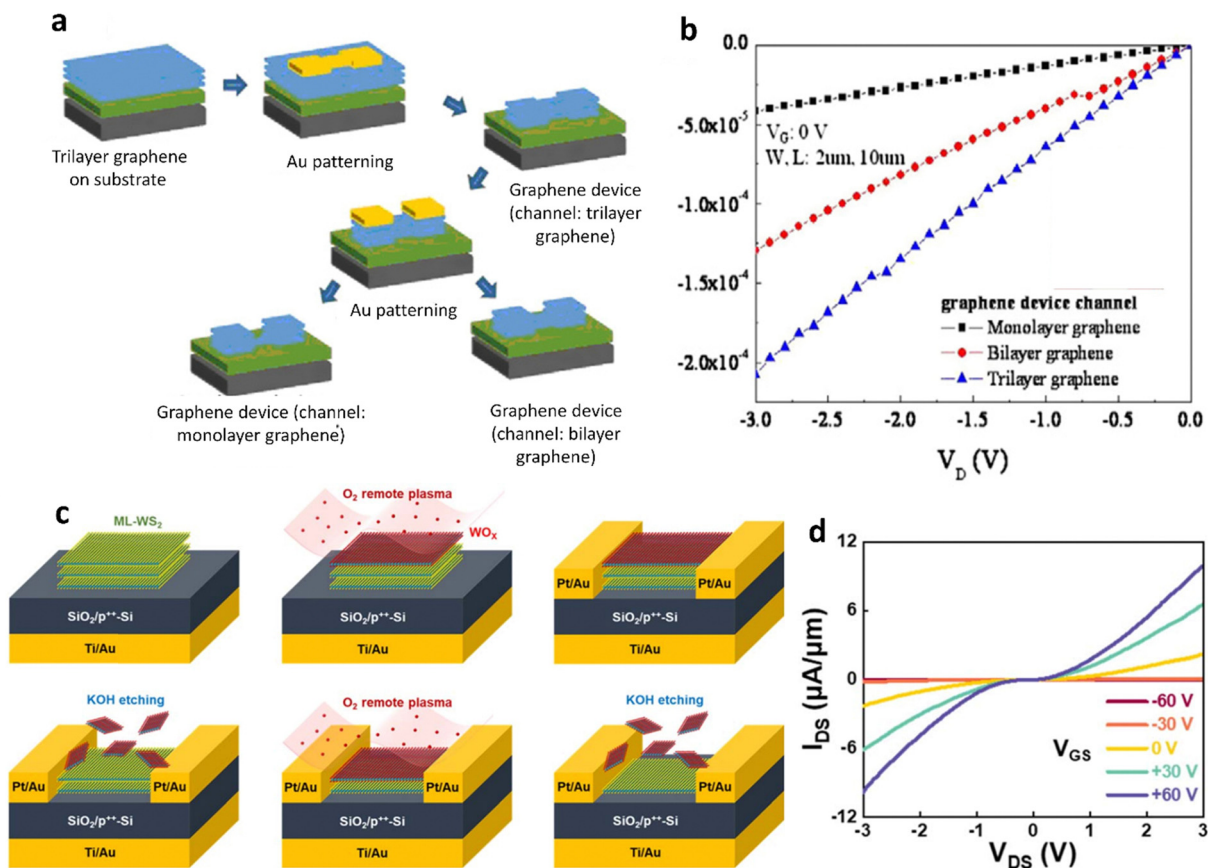 a
Trilayer graphene
on substrate
Au patterning
Graphene device
(channel: trilayer
graphene)
Au patterning
Graphene device (channel:
monolayer graphene)
Graphene device
(channel: bilayer
graphene)
b
0.0
-5.0x10⁻⁵
-1.0x10⁻⁴
-1.5x10⁻⁴
-2.0x10⁻⁴
V_G: 0 V
W, L: 2um, 10um
graphene device channel
Monolayer graphene
Bilayer graphene
Trilayer graphene
-3.0 -2.5 -2.0 -1.5 -1.0 -0.5 0.0
V_D (V)
c
ML-WS₂
SiO₂/p⁺⁺-Si
Ti/Au
O₂ remote plasma
WOₓ
SiO₂/p⁺⁺-Si
Ti/Au
Pt/Au Pt/Au
SiO₂/p⁺⁺-Si
Ti/Au
KOH etching
Pt/Au Pt/Au
SiO₂/p⁺⁺-Si
Ti/Au
O₂ remote plasma
Pt/Au Pt/Au
SiO₂/p⁺⁺-Si
Ti/Au
KOH etching
Pt/Au Pt/Au
SiO₂/p⁺⁺-Si
Ti/Au
d
12
6
0
-6
-12
I_DS (µA/µm)
V_GS
-60 V
-30 V
0 V
+30 V
+60 V
-3 -2 -1 0 1 2 3
V_DS (V)